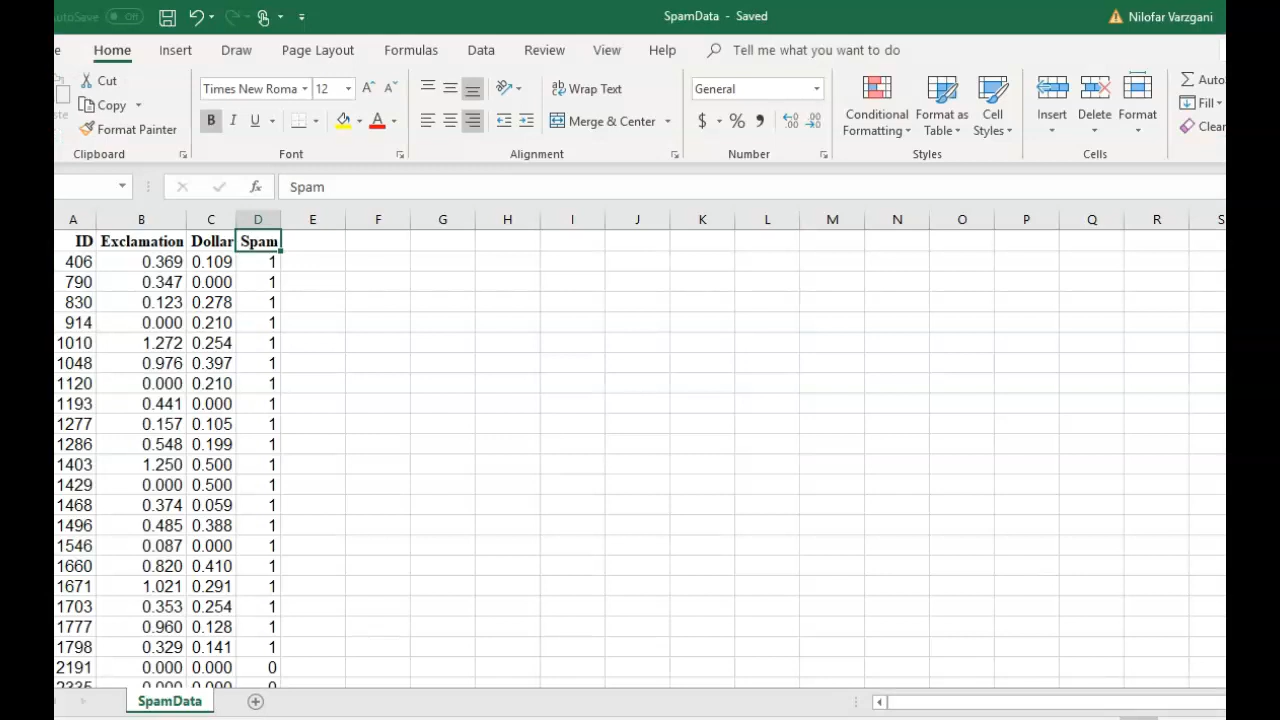 AutoSave Off SpamData - Saved Nilofar Varzgani
Home Insert Draw Page Layout Formulas Data Review View Help Tell me what you want to do
Cut
Copy
Format Painter
Clipboard
Times New Roma 12
B I U A
Font
Wrap Text
Merge & Center
Alignment
General
$ % 9
Number
Conditional Formatting
Format as Table
Cell Styles
Styles
Insert Delete Format
Cells
Auto
Fill
Clear
fx Spam
A B C D E F G H I J K L M N O P Q R S
ID Exclamation Dollar Spam
406 0.369 0.109 1
790 0.347 0.000 1
830 0.123 0.278 1
914 0.000 0.210 1
1010 1.272 0.254 1
1048 0.976 0.397 1
1120 0.000 0.210 1
1193 0.441 0.000 1
1277 0.157 0.105 1
1286 0.548 0.199 1
1403 1.250 0.500 1
1429 0.000 0.500 1
1468 0.374 0.059 1
1496 0.485 0.388 1
1546 0.087 0.000 1
1660 0.820 0.410 1
1671 1.021 0.291 1
1703 0.353 0.254 1
1777 0.960 0.128 1
1798 0.329 0.141 1
2191 0.000 0.000 0
2335 0.000 0.000 0
SpamData